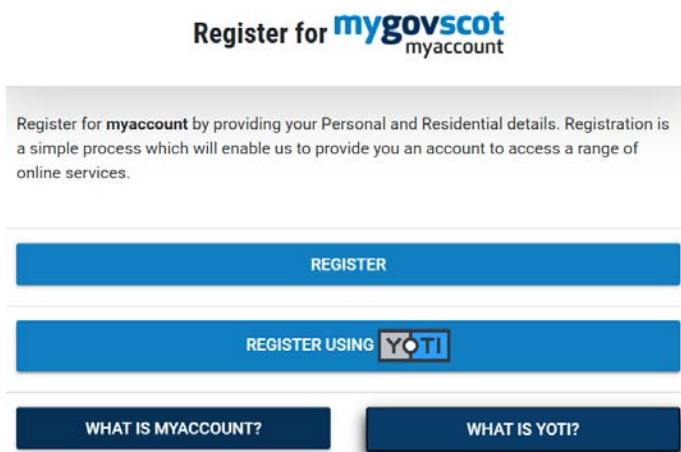 Register for mygovscot
myaccount
Register for myaccount by providing your Personal and Residential details. Registration is
a simple process which will enable us to provide you an account to access a range of
online services.
REGISTER
REGISTER USING YOTI
WHAT IS MYACCOUNT?
WHAT IS YOTI?